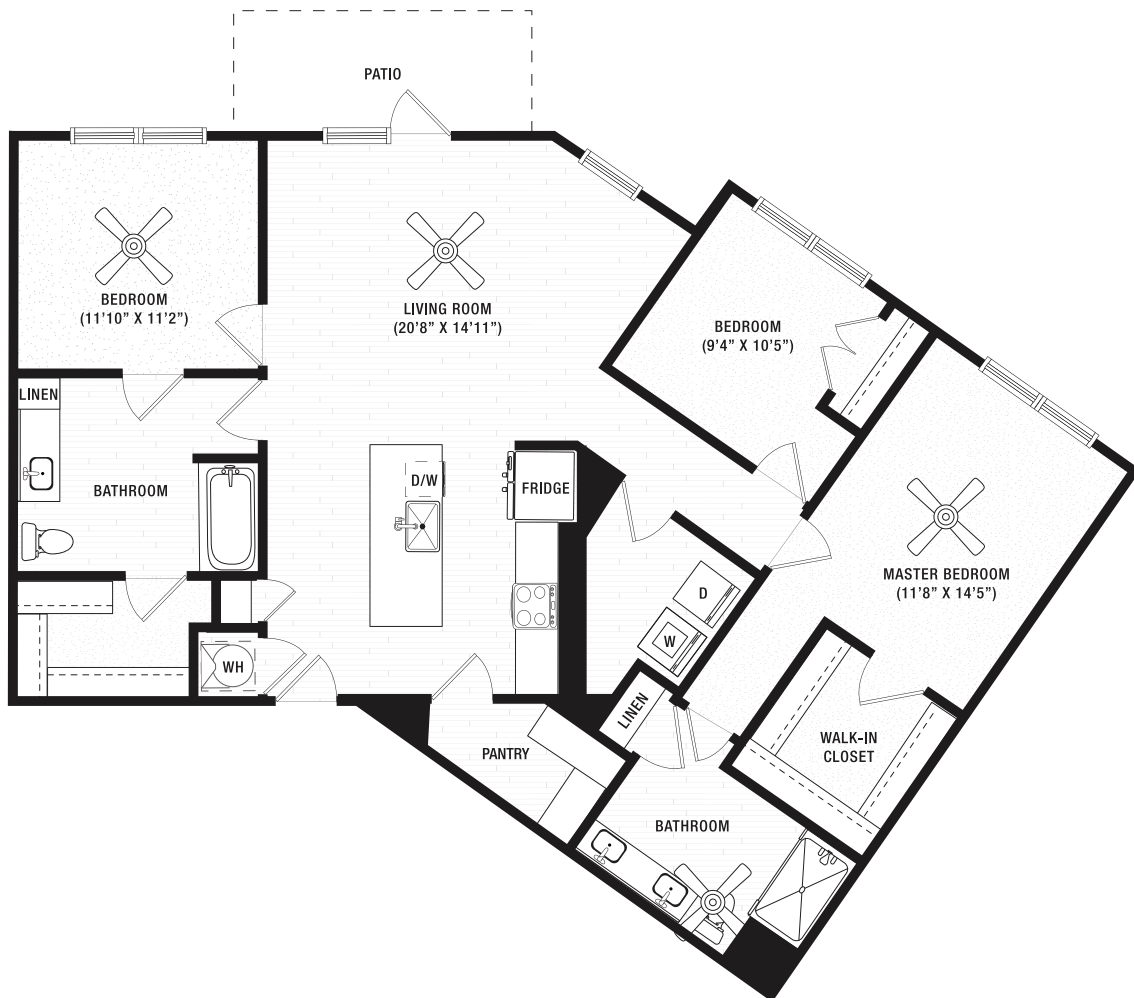 PATIO
BEDROOM
(11’10” X 11’2”)
LIVING ROOM
(20’8” X 14’11”)
BEDROOM
(9’4” X 10’5”)
LINEN
D/W
FRIDGE
BATHROOM
MASTER BEDROOM
(11’8” X 14’5”)
D
W
WH
LINEN
WALK-IN
CLOSET
PANTRY
BATHROOM